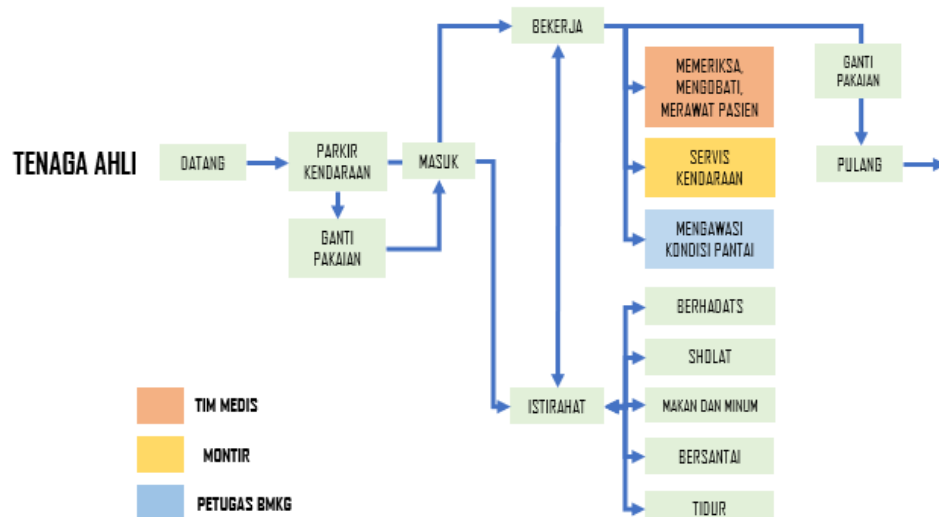 BEKERJA
MEMERIKSA,
MENGOBATI,
MERAWAT PASIEN
GANTI
PAKAIAN
TENAGA AHLI
DATANG
PARKIR
KENDARAAN
MASUK
SERVIS
KENDARAAN
PULANG
GANTI
PAKAIAN
MENGAWASI
KONDISI PANTAI
BERHADATS
SHOLAT
ISTIRAHAT
MAKAN DAN MINUM
BERSANTAI
TIDUR
TIM MEDIS
MONTIR
PETUGAS BMKG